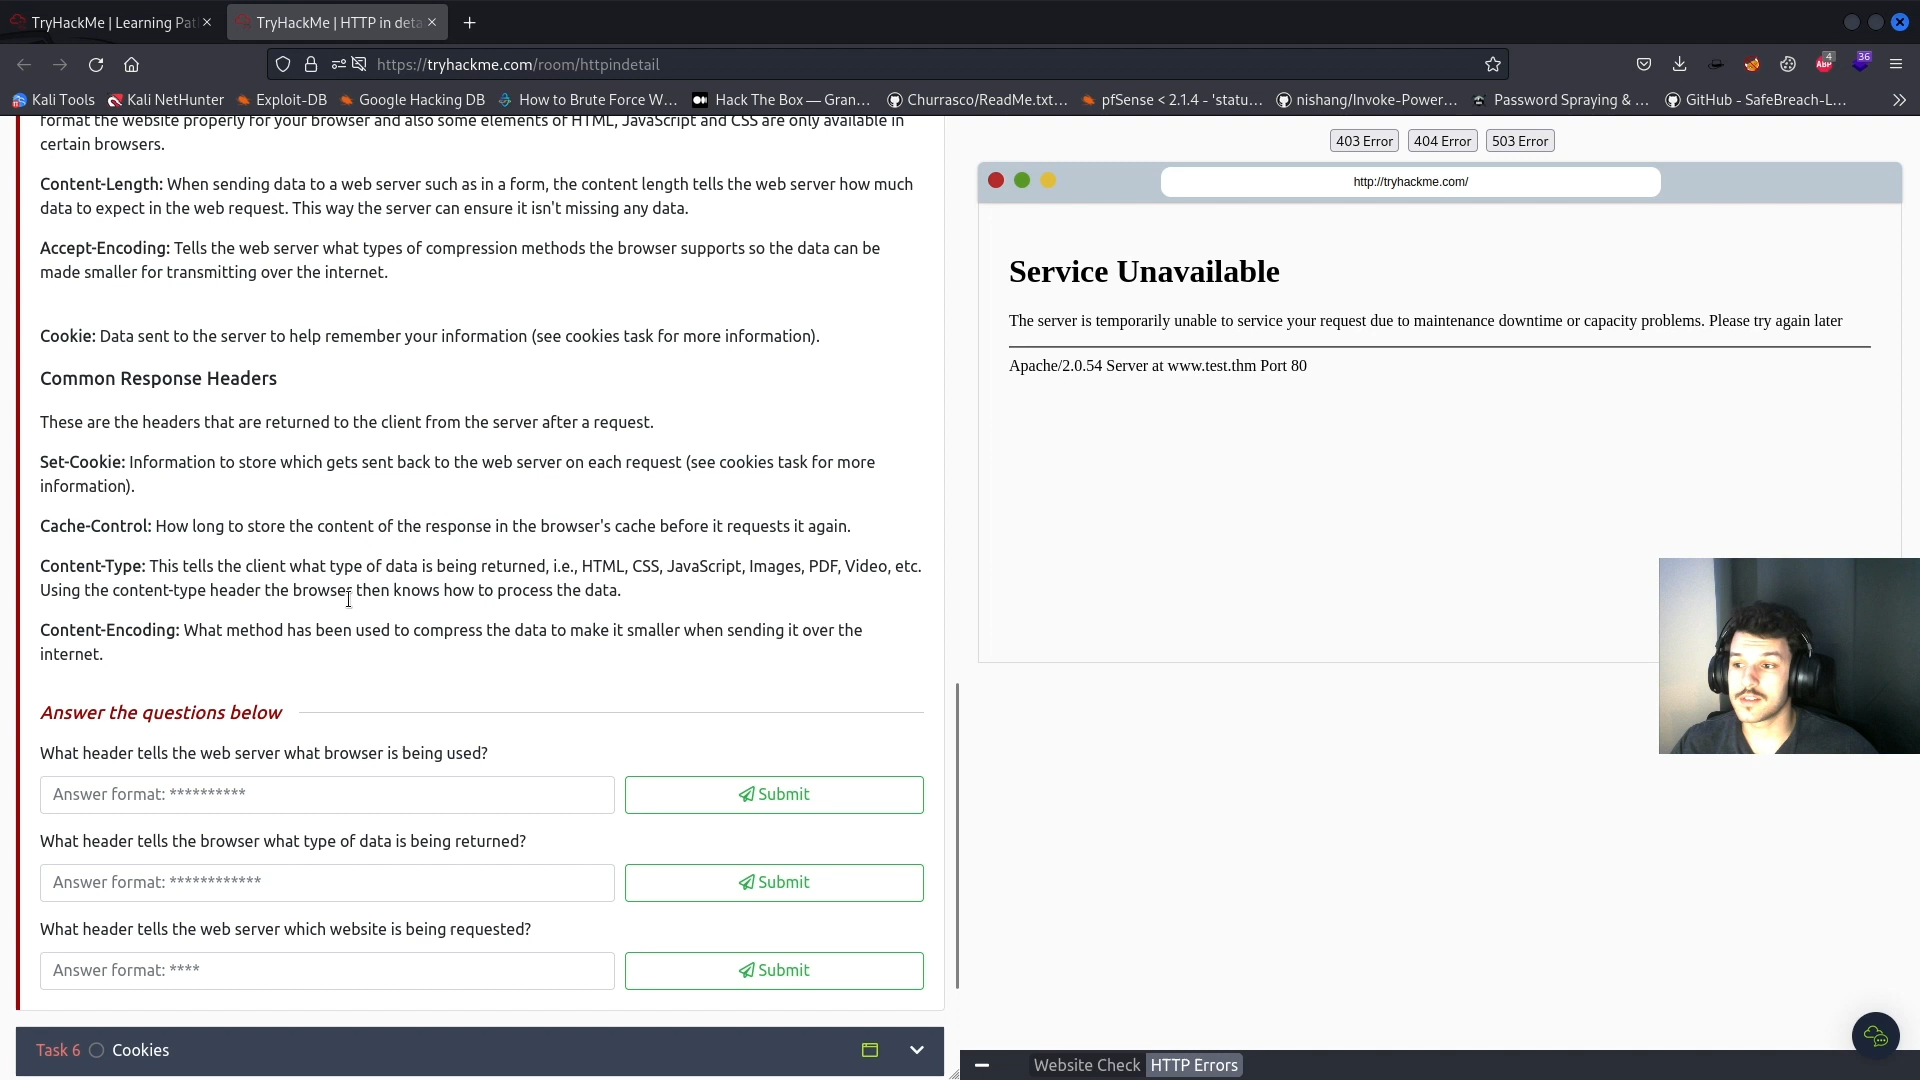 TryHackMe | Learning Pat
TryHackMe | HTTP in deta
https://tryhackme.com/room/httpindetail
4
36
Kali Tools
Kali NetHunter
Exploit-DB
Google Hacking DB
How to Brute Force W...
Hack The Box — Gran...
Churrasco/ReadMe.txt...
pfSense < 2.1.4 - 'statu...
nishang/Invoke-Power...
Password Spraying & ...
GitHub - SafeBreach-L...
format the website properly for your browser and also some elements of HTML, JavaScript and CSS are only available in
certain browsers.
Content-Length: When sending data to a web server such as in a form, the content length tells the web server how much
data to expect in the web request. This way the server can ensure it isn't missing any data.
Accept-Encoding: Tells the web server what types of compression methods the browser supports so the data can be
made smaller for transmitting over the internet.
Cookie: Data sent to the server to help remember your information (see cookies task for more information).
Common Response Headers
These are the headers that are returned to the client from the server after a request.
Set-Cookie: Information to store which gets sent back to the web server on each request (see cookies task for more
information).
Cache-Control: How long to store the content of the response in the browser's cache before it requests it again.
Content-Type: This tells the client what type of data is being returned, i.e., HTML, CSS, JavaScript, Images, PDF, Video, etc.
Using the content-type header the browser then knows how to process the data.
Content-Encoding: What method has been used to compress the data to make it smaller when sending it over the
internet.
Answer the questions below
What header tells the web server what browser is being used?
Answer format: **********
Submit
What header tells the browser what type of data is being returned?
Answer format: ************
Submit
What header tells the web server which website is being requested?
Answer format: ****
Submit
Task 6
Cookies
403 Error
404 Error
503 Error
http://tryhackme.com/
Service Unavailable
The server is temporarily unable to service your request due to maintenance downtime or capacity problems. Please try again later
Apache/2.0.54 Server at www.test.thm Port 80
Website Check
HTTP Errors